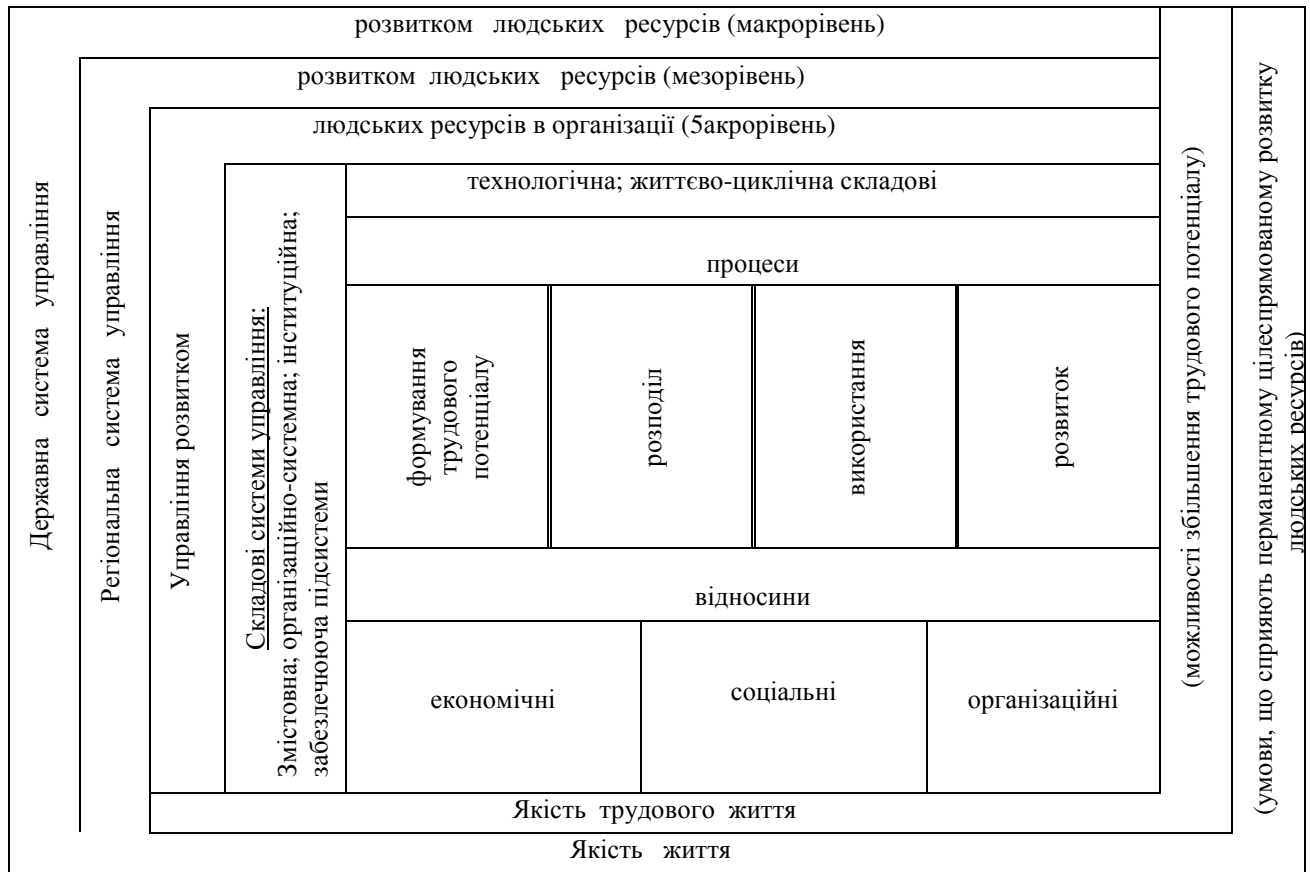 розвитком людських ресурсів (макрорівень)
розвитком людських ресурсів (мезорівень)
людських ресурсів в організації (5акрорівень)
Державна система управління
Регіональна система управління
Управління розвитком
Складові системи управління:
Змістовна; організаційно-системна; інституційна;
забезлечуюча підсистеми
технологічна; життєво-циклічна складові
процеси
формування
трудового
потенціалу
розподіл
використання
розвиток
відносини
економічні
соціальні
організаційні
(можливості збільшення трудового потенціалу)
(умови, що сприяють перманентному цілеспрямованому розвитку
людських ресурсів)
Якість трудового життя
Якість життя